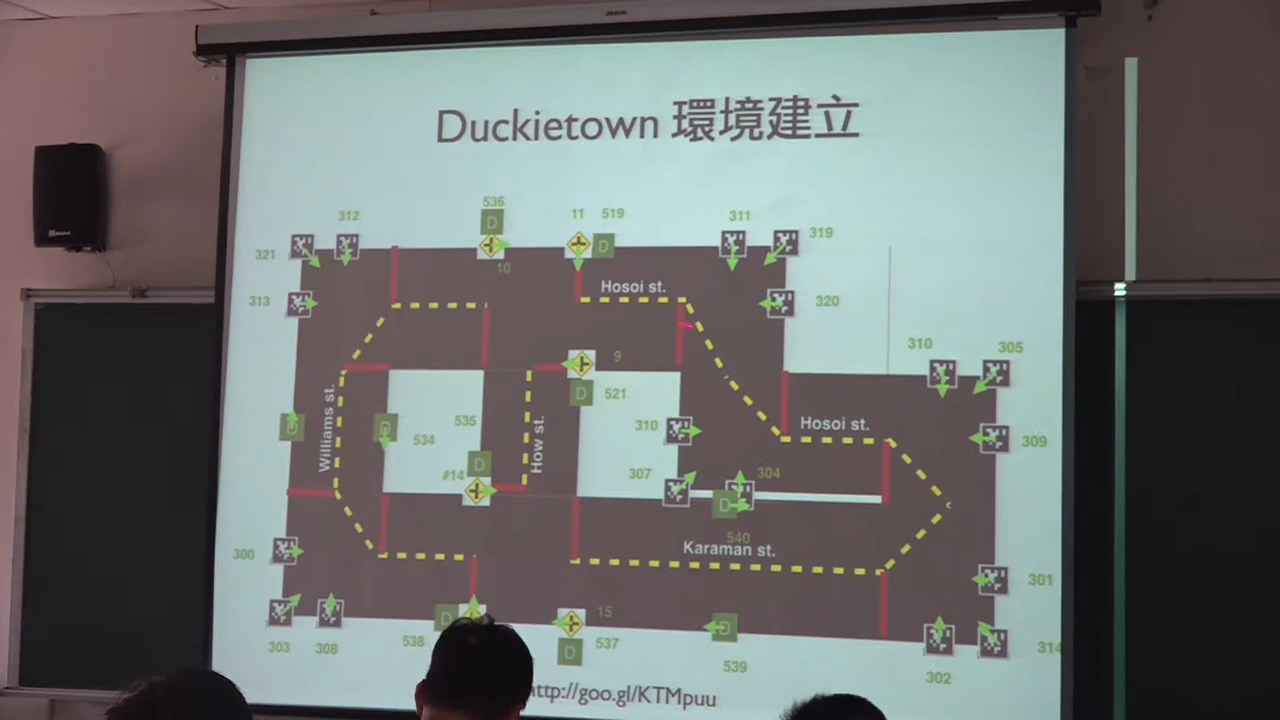 Duckietown 環境建立
536
312
11
519
311
319
321
D
D
10
Hosoi st.
313
320
9
310
305
D
521
Williams st.
535
How st.
310
Hosoi st.
309
D
D
534
#14
D
307
304
D
540
Karaman st.
300
301
D
15
538
537
D
D
539
303
308
302
314
http://goo.gl/KTMpuu